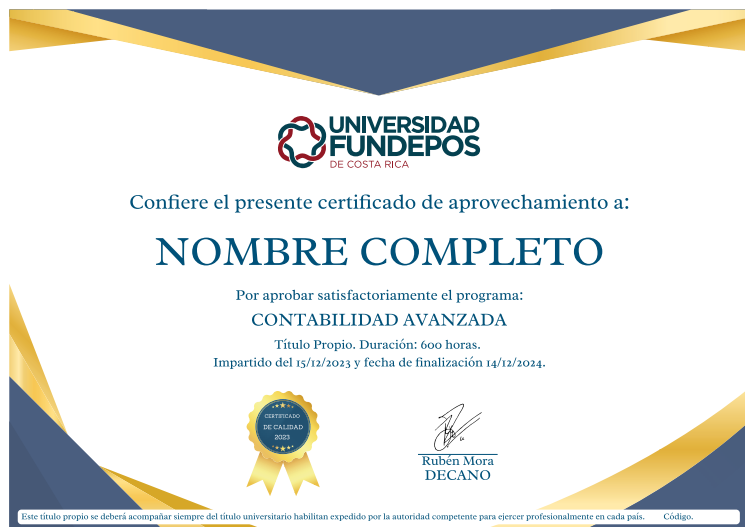 UNIVERSIDAD
FUNDEPOS
DE COSTA RICA
Confiere el presente certificado de aprovechamiento a:
NOMBRE COMPLETO
Por aprobar satisfactoriamente el programa:
CONTABILIDAD AVANZADA
Título Propio. Duración: 600 horas.
Impartido del 15/12/2023 y fecha de finalización 14/12/2024.
CERTIFICADO
DE CALIDAD
2023
Rubén Mora
DECANO
Este título propio se deberá acompañar siempre del título universitario habilitan expedido por la autoridad competente para ejercer profesionalmente en cada país. Código.